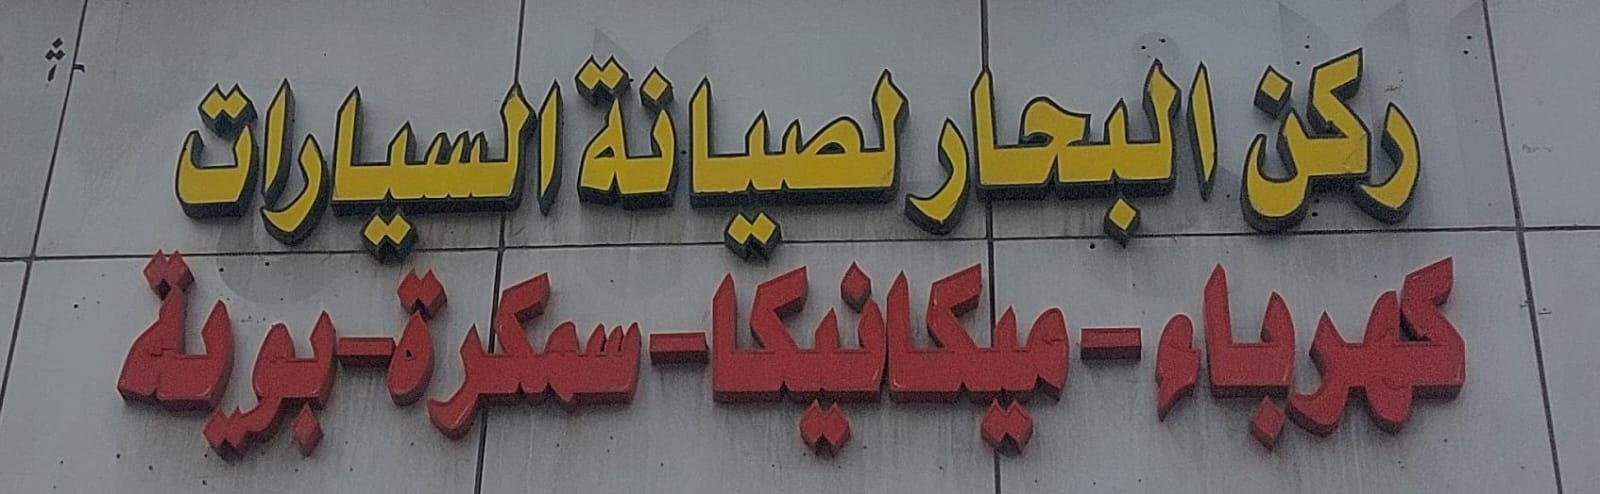 ركن البحار لصيانة السيارات
كهرباء - ميكانيكا - سمكرة - بوية